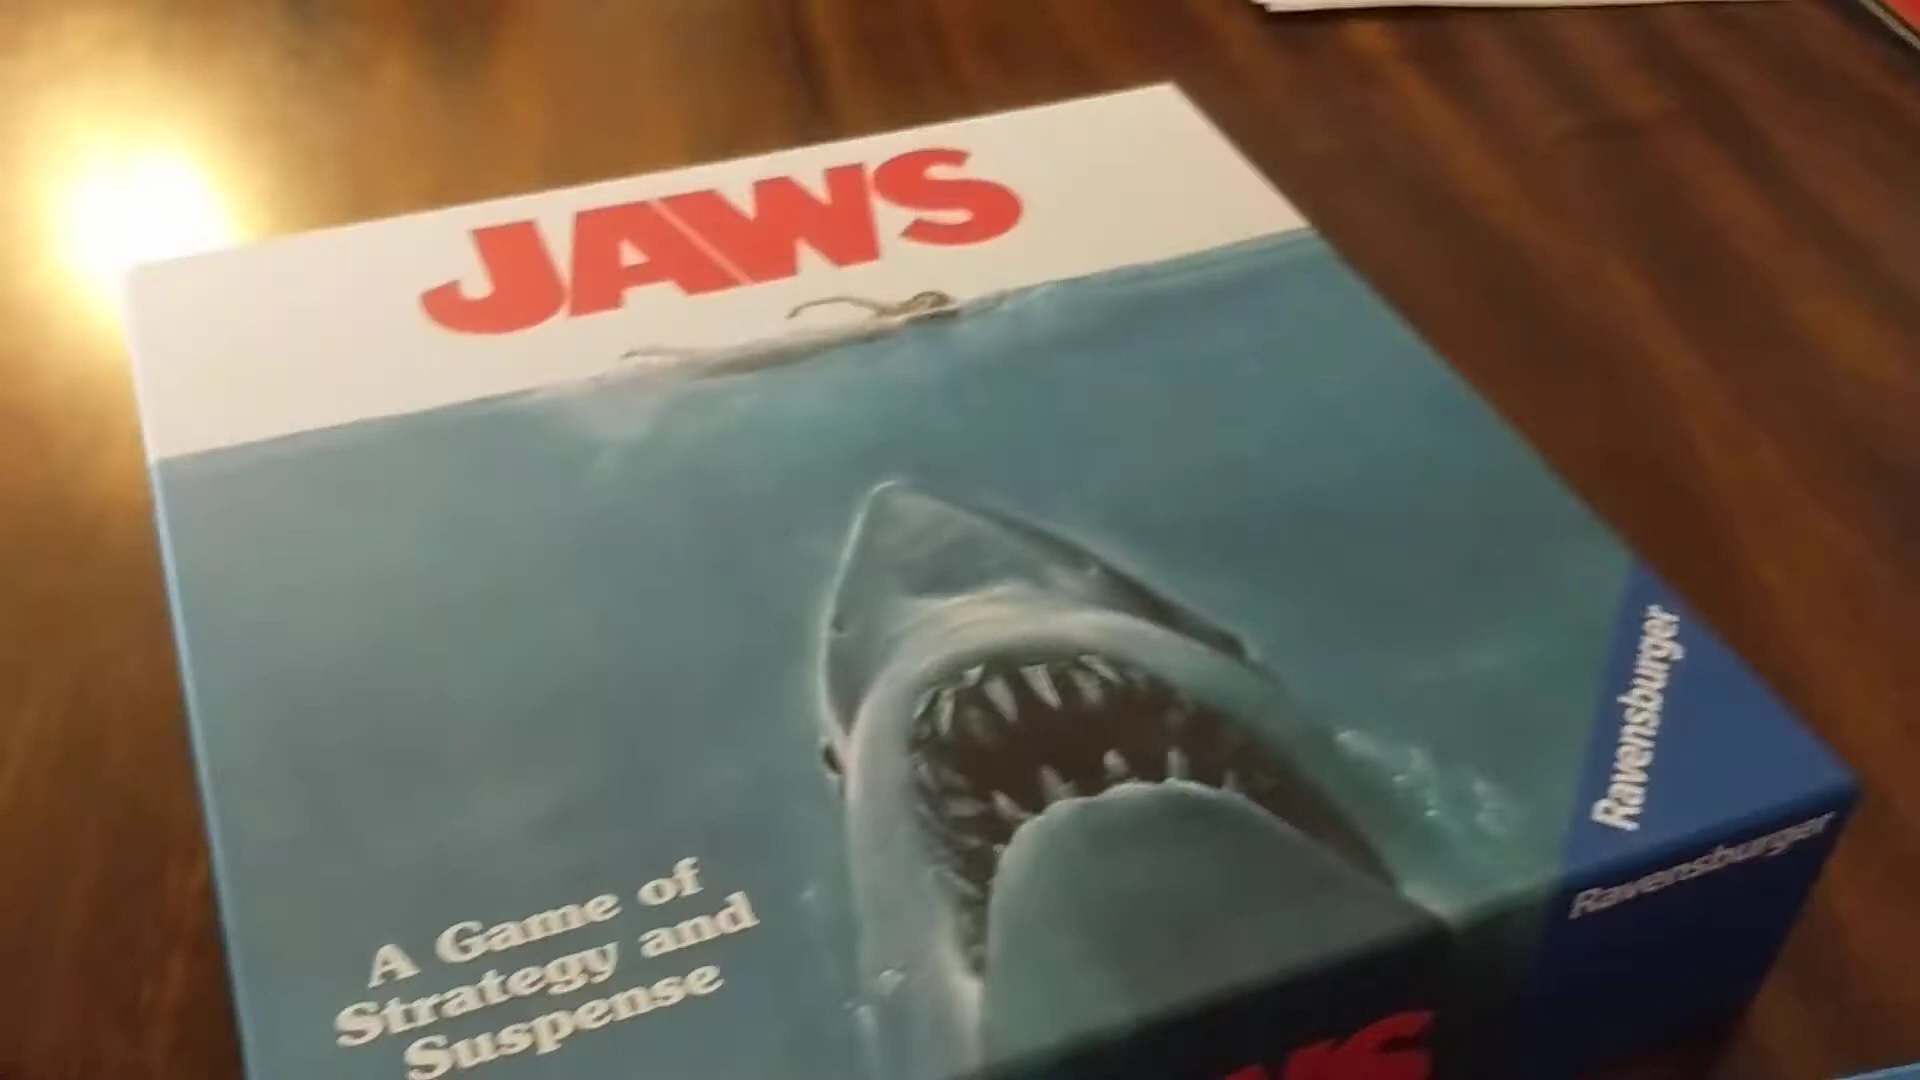 JAWS
A Game of
Strategy and
Suspense
Ravensburger
Ravensburger